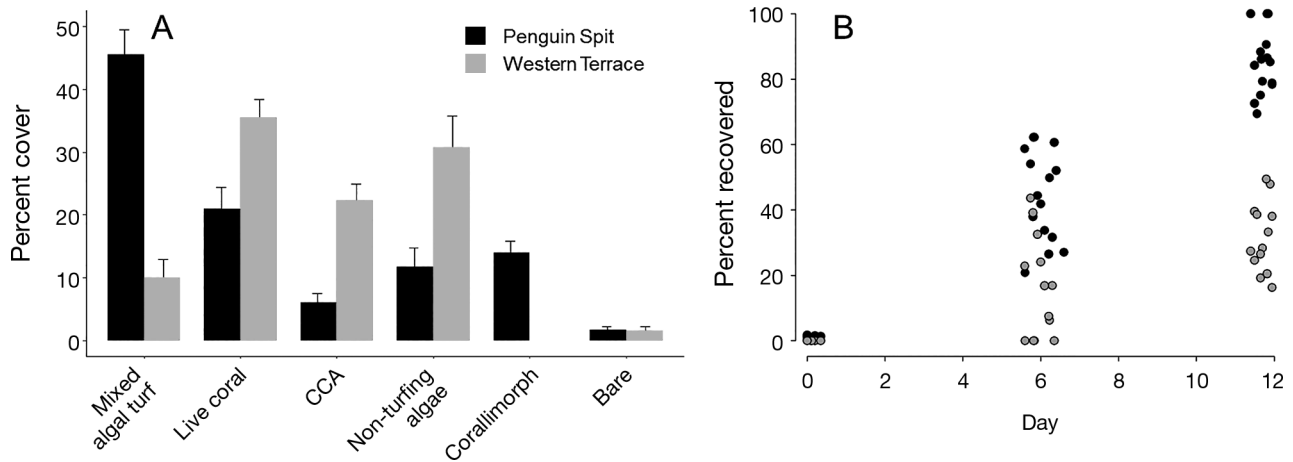 A
Percent cover
50
40
30
20
10
0
Penguin Spit
Western Terrace
Mixed
algal turf
Live coral
CCA
Non-turfing
algae
Corallimorph
Bare
B
Percent recovered
100
80
60
40
20
0
0 2 4 6 8 10 12
Day